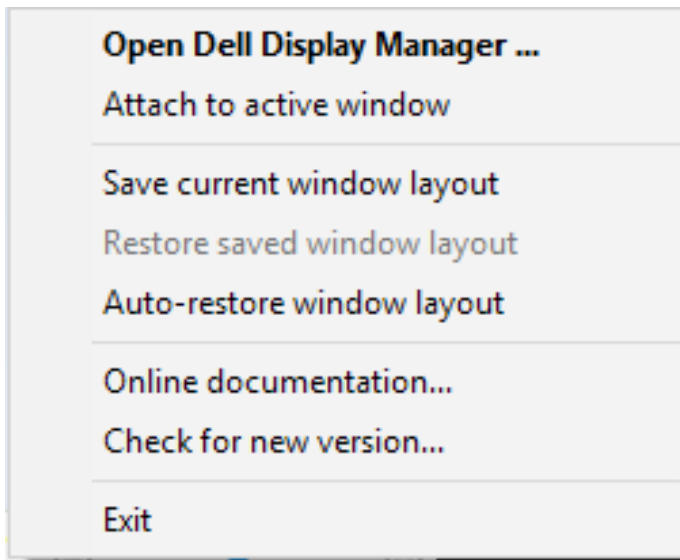 Open Dell Display Manager ...
Attach to active window
Save current window layout
Restore saved window layout
Auto-restore window layout
Online documentation...
Check for new version...
Exit